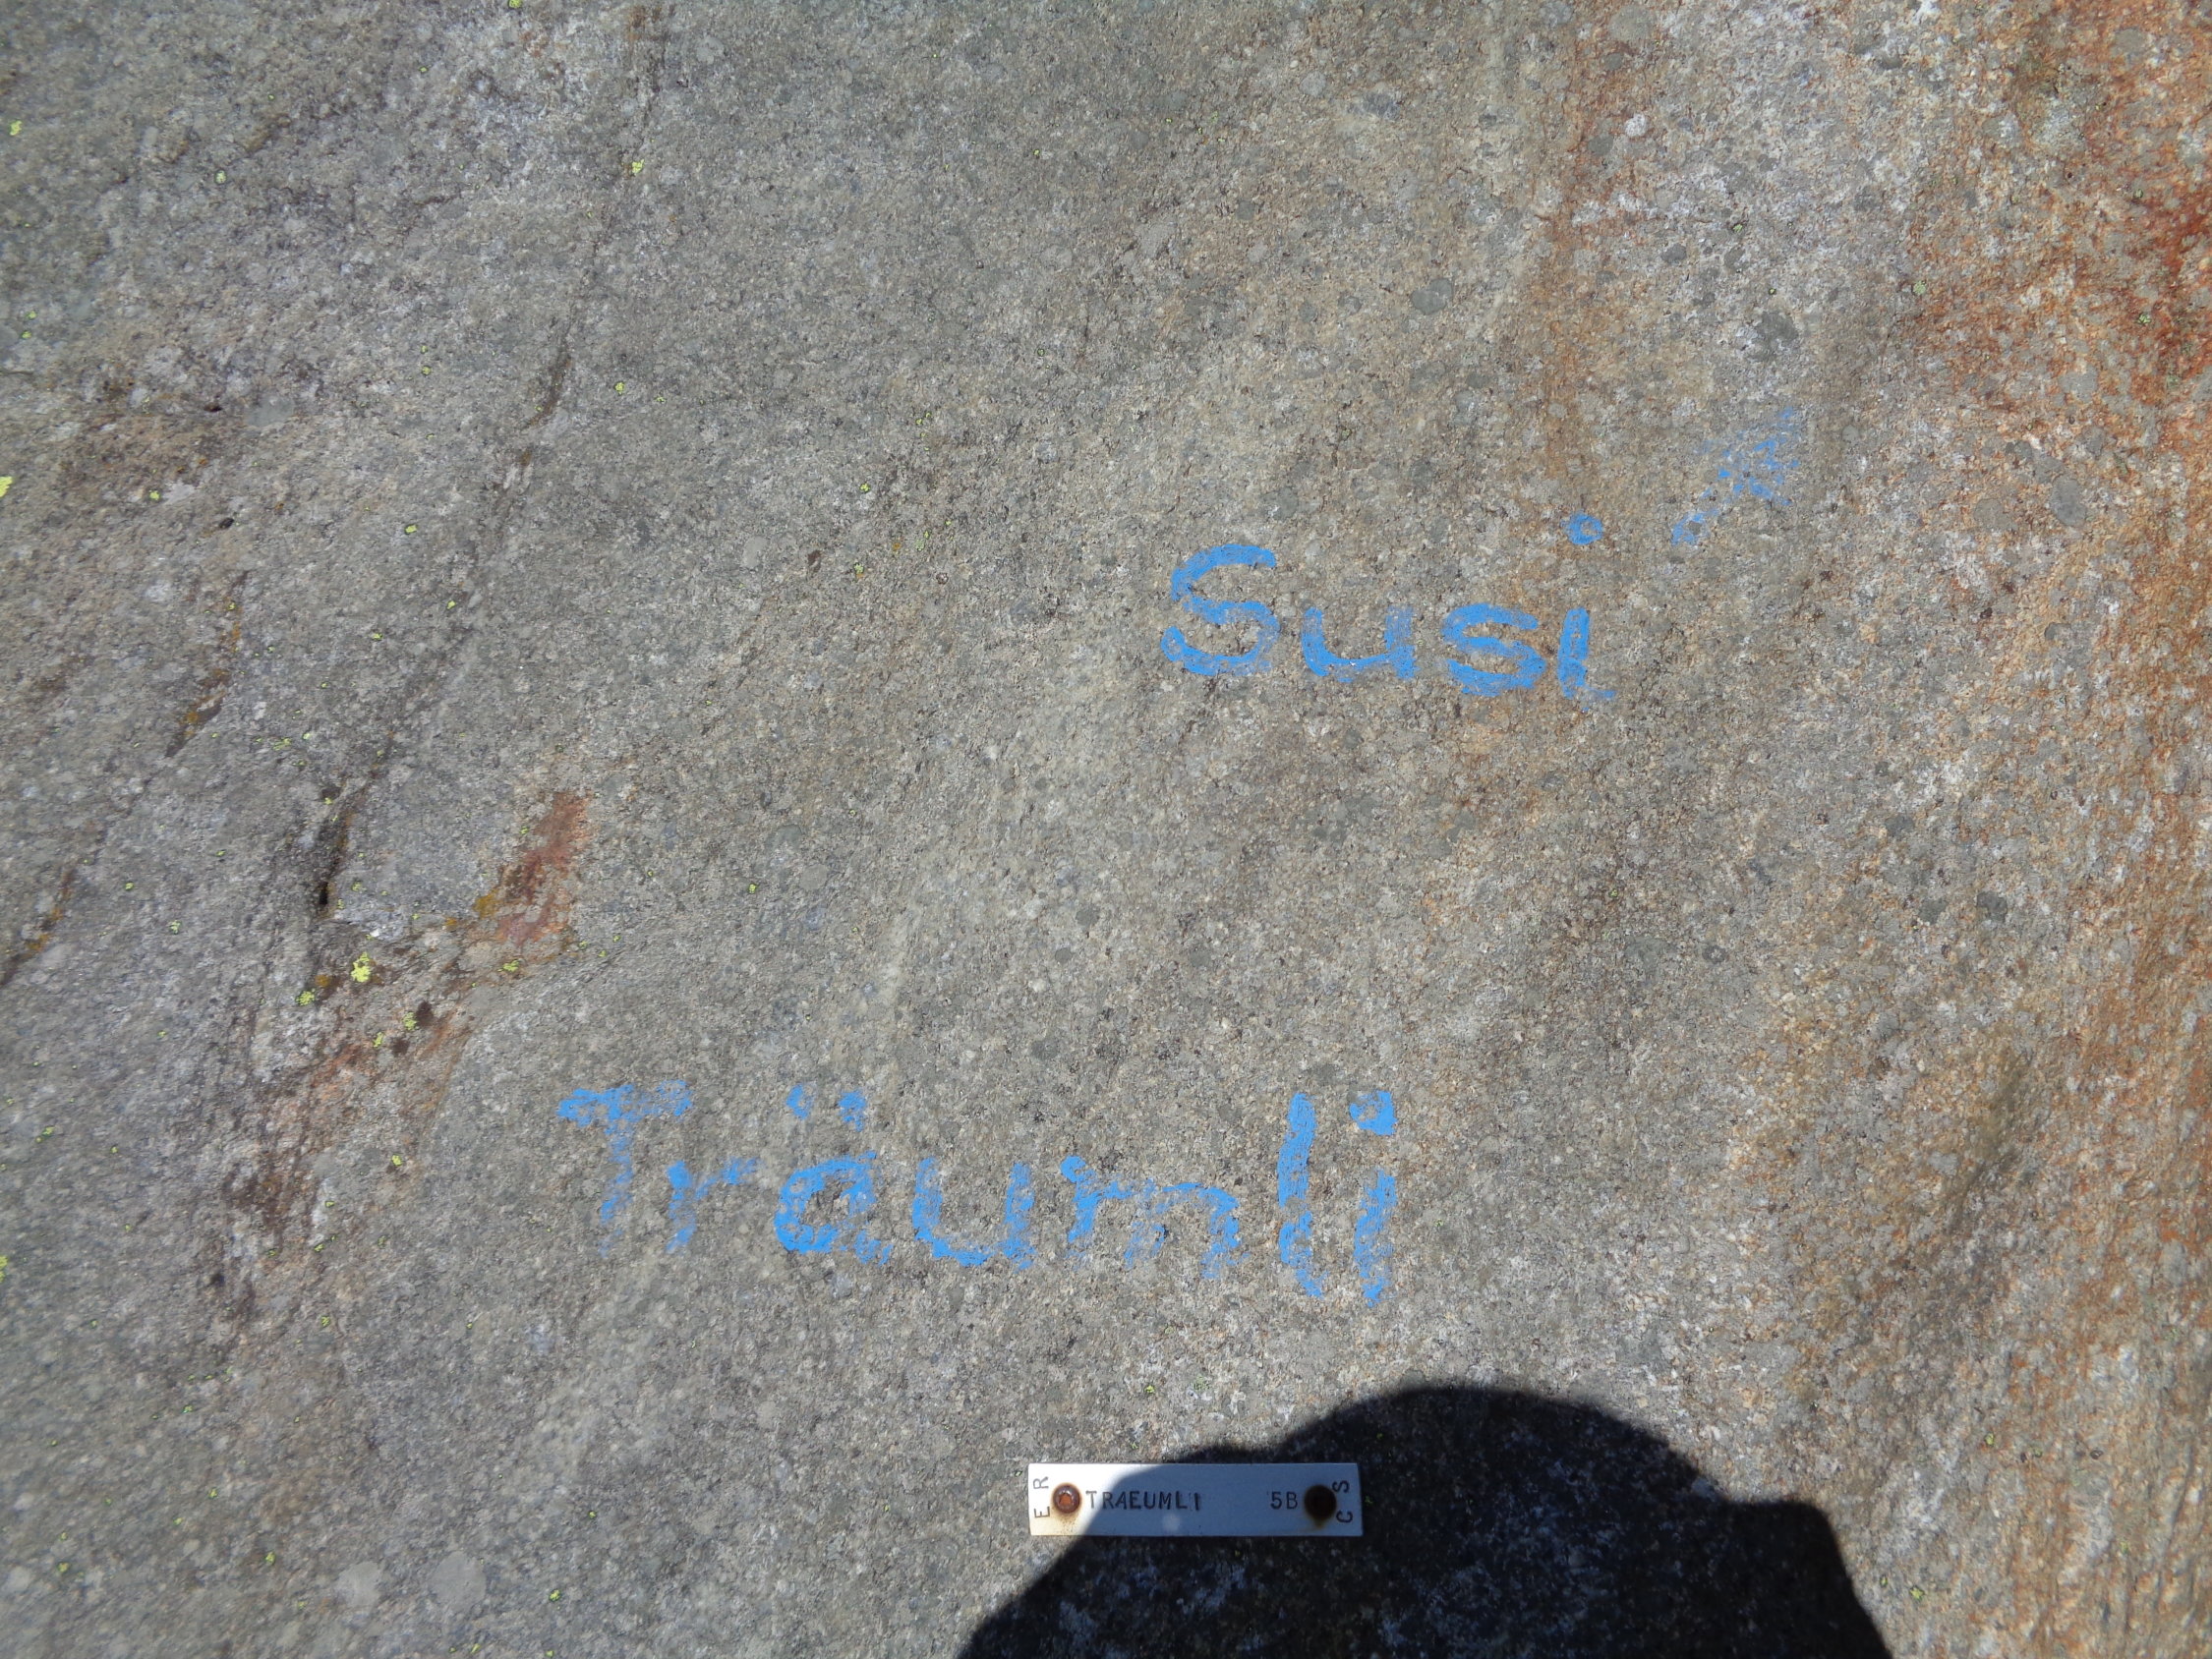 Susi
Träumli
E R TRAEUMLI 5B C S